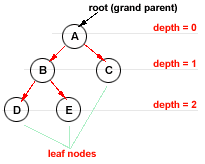 root (grand parent)
depth = 0
A
depth = 1
B
C
depth = 2
D
E
leaf nodes